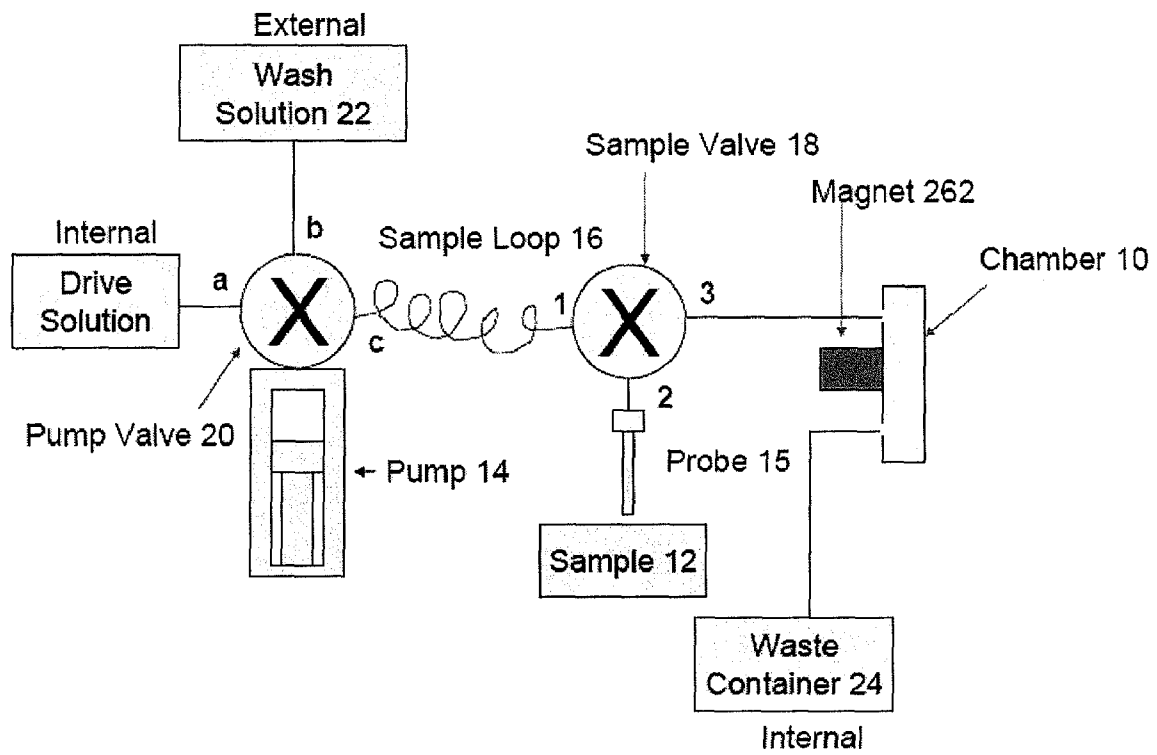 External
Wash
Solution 22
Sample Valve 18
Magnet 262
Internal
b
Sample Loop 16
Chamber 10
Drive
Solution
a
X
c
1
X
3
2
Pump Valve 20
Pump 14
Probe 15
Sample 12
Waste
Container 24
Internal